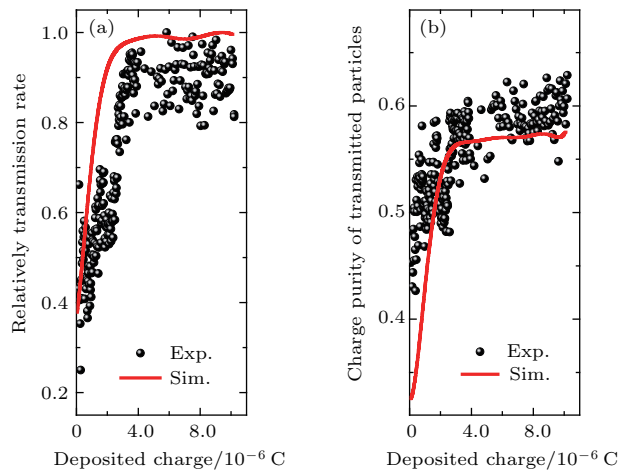 (a)
Relatively transmission rate
1.0
0.8
0.6
0.4
0.2
Exp.
Sim.
0 4.0 8.0
Deposited charge/10⁻⁶ C
(b)
Charge purity of transmitted particles
0.6
0.5
0.4
0.3
Exp.
Sim.
0 4.0 8.0
Deposited charge/10⁻⁶ C